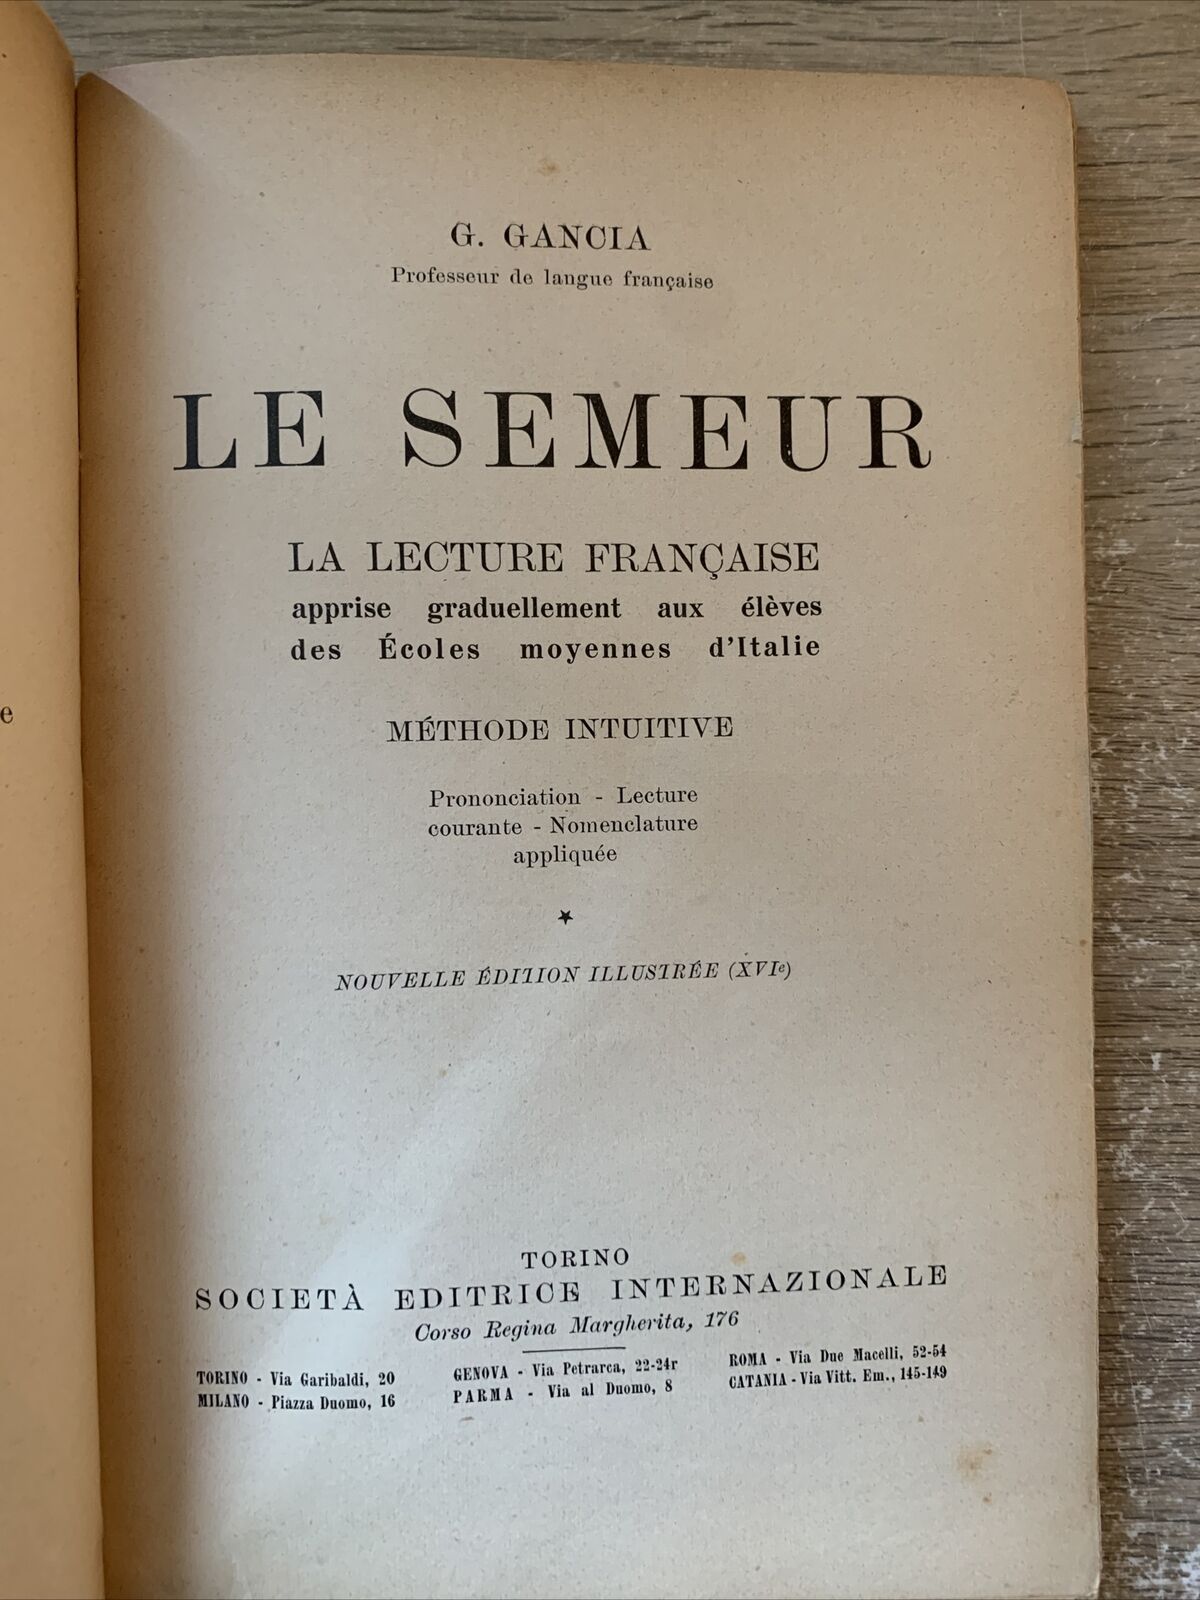 e
G. GANCIA
Professeur de langue française
LE SEMEUR
LA LECTURE FRANÇAISE
apprise graduellement aux élèves
des Écoles moyennes d'Italie
MÉTHODE INTUITIVE
Prononciation - Lecture
courante - Nomenclature
appliquée
★
NOUVELLE ÉDITION ILLUSTRÉE (XVIe)
TORINO
SOCIETÀ EDITRICE INTERNAZIONALE
Corso Regina Margherita, 176
TORINO - Via Garibaldi, 20
MILANO - Piazza Duomo, 16
GENOVA - Via Petrarca, 22-24r
PARMA - Via al Duomo, 8
ROMA - Via Due Macelli, 52-54
CATANIA - Via Vitt. Em., 145-149